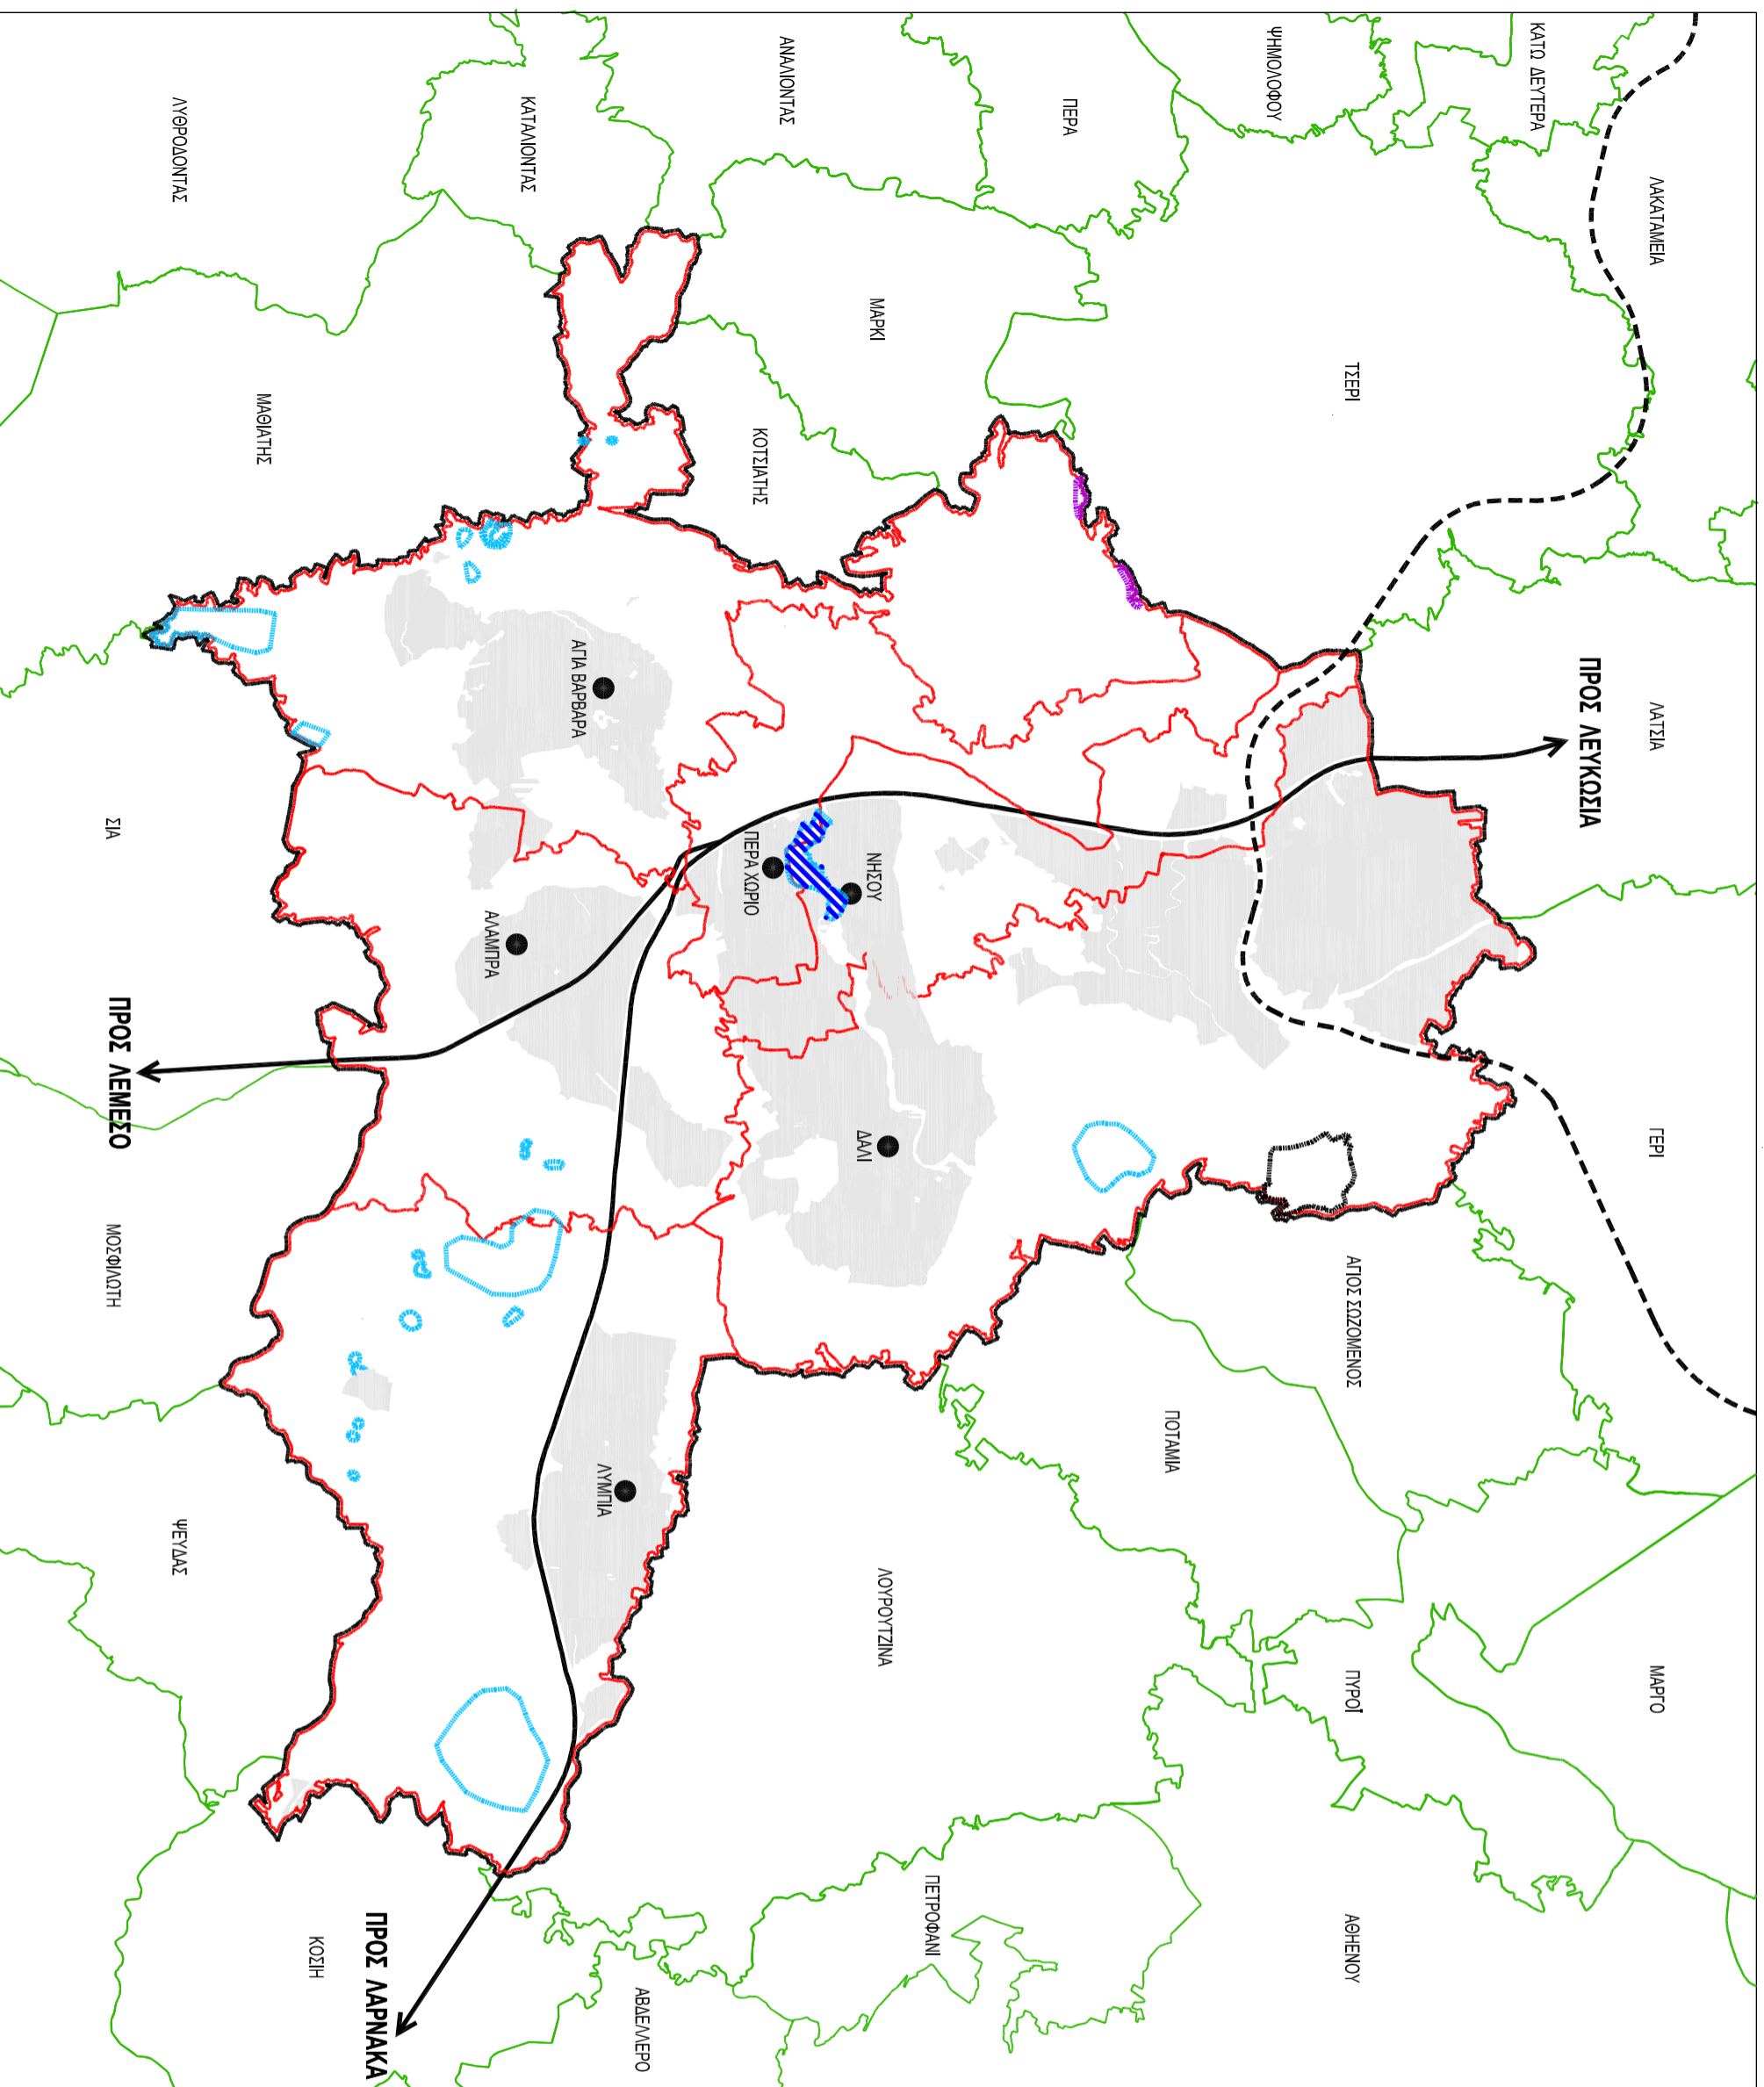 ΛΑΚΑΤΑΜΕΙΑ
ΛΑΤΣΙΑ
ΓΕΡΙ
ΜΑΡΓΟ
ΠΡΟΣ ΛΕΥΚΩΣΙΑ
ΚΑΤΩ ΔΕΥΤΕΡΑ
ΤΣΕΡΙ
ΑΓΙΟΣ ΣΩΖΟΜΕΝΟΣ
ΠΥΡΟΪ
ΑΘΗΕΝΟΥ
ΨΗΜΟΛΟΦΟΥ
ΠΟΤΑΜΙΑ
ΠΕΡΑ
ΠΕΤΡΟΦΑΝΙ
ΜΑΡΚΙ
ΝΗΣΟΥ
ΔΑΛΙ
ΛΟΥΡΟΥΤΖΙΝΑ
ΑΝΑΛΙΟΝΤΑΣ
ΚΟΤΣΙΑΤΗΣ
ΠΕΡΑ ΧΩΡΙΟ
ΑΒΔΕΛΛΕΡΟ
ΛΥΜΠΙΑ
ΑΓΙΑ ΒΑΡΒΑΡΑ
ΚΑΤΑΛΙΟΝΤΑΣ
ΑΛΑΜΠΡΑ
ΠΡΟΣ ΛΑΡΝΑΚΑ
ΚΟΣΙΗ
ΜΑΘΙΑΤΗΣ
ΛΥΘΡΟΔΟΝΤΑΣ
ΨΕΥΔΑΣ
ΠΡΟΣ ΛΕΜΕΣΟ
ΣΙΑ
ΜΟΣΦΙΛΩΤΗ